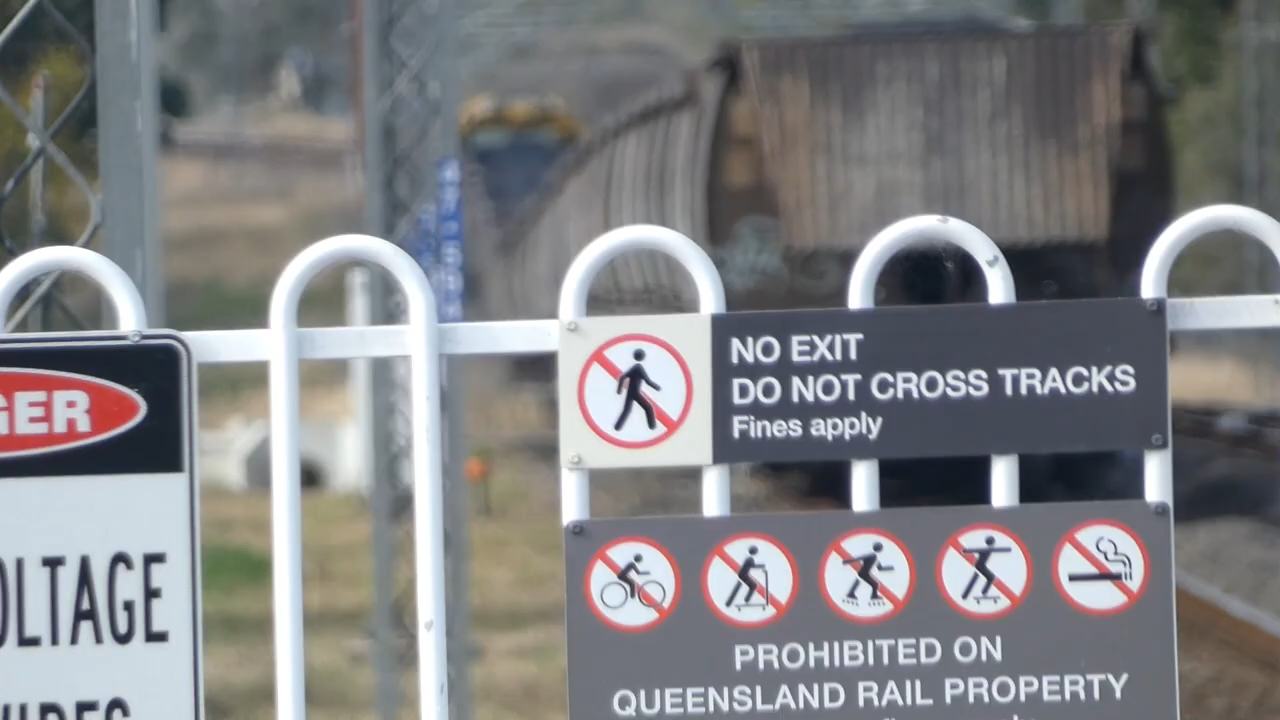 GER
OLTAGE
NO EXIT
DO NOT CROSS TRACKS
Fines apply
PROHIBITED ON
QUEENSLAND RAIL PROPERTY